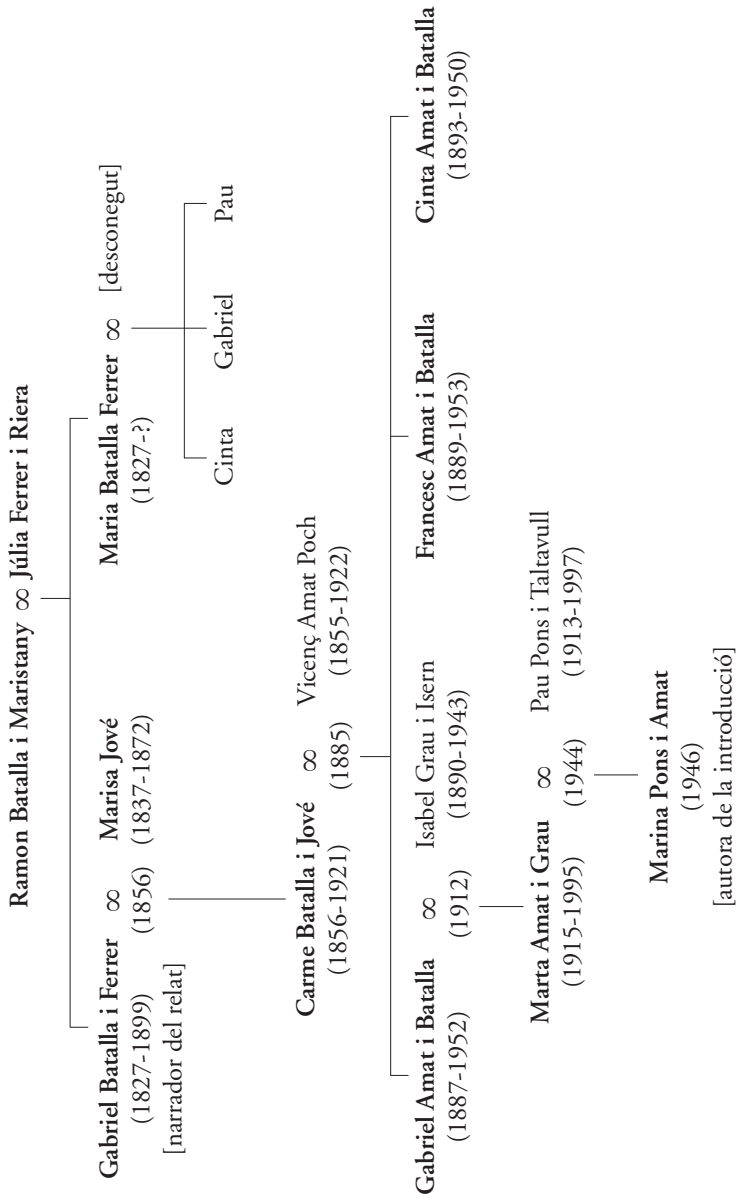 Ramon Batalla i Maristany ∞ Júlia Ferrer i Riera
Gabriel Batalla i Ferrer ∞ Marisa Jové
(1827-1899) (1856) (1837-1872)
[narrador del relat]
Maria Batalla Ferrer ∞ [desconegut]
(1827-?)
Cinta Gabriel Pau
Carme Batalla i Jové ∞ Vicenç Amat Poch
(1856-1921) (1885) (1855-1922)
Gabriel Amat i Batalla ∞ Isabel Grau i Isern
(1887-1952) (1912) (1890-1943)
Francesc Amat i Batalla
(1889-1953)
Cinta Amat i Batalla
(1893-1950)
Marta Amat i Grau ∞ Pau Pons i Taltavull
(1915-1995) (1944) (1913-1997)
Marina Pons i Amat
(1946)
[autora de la introducció]